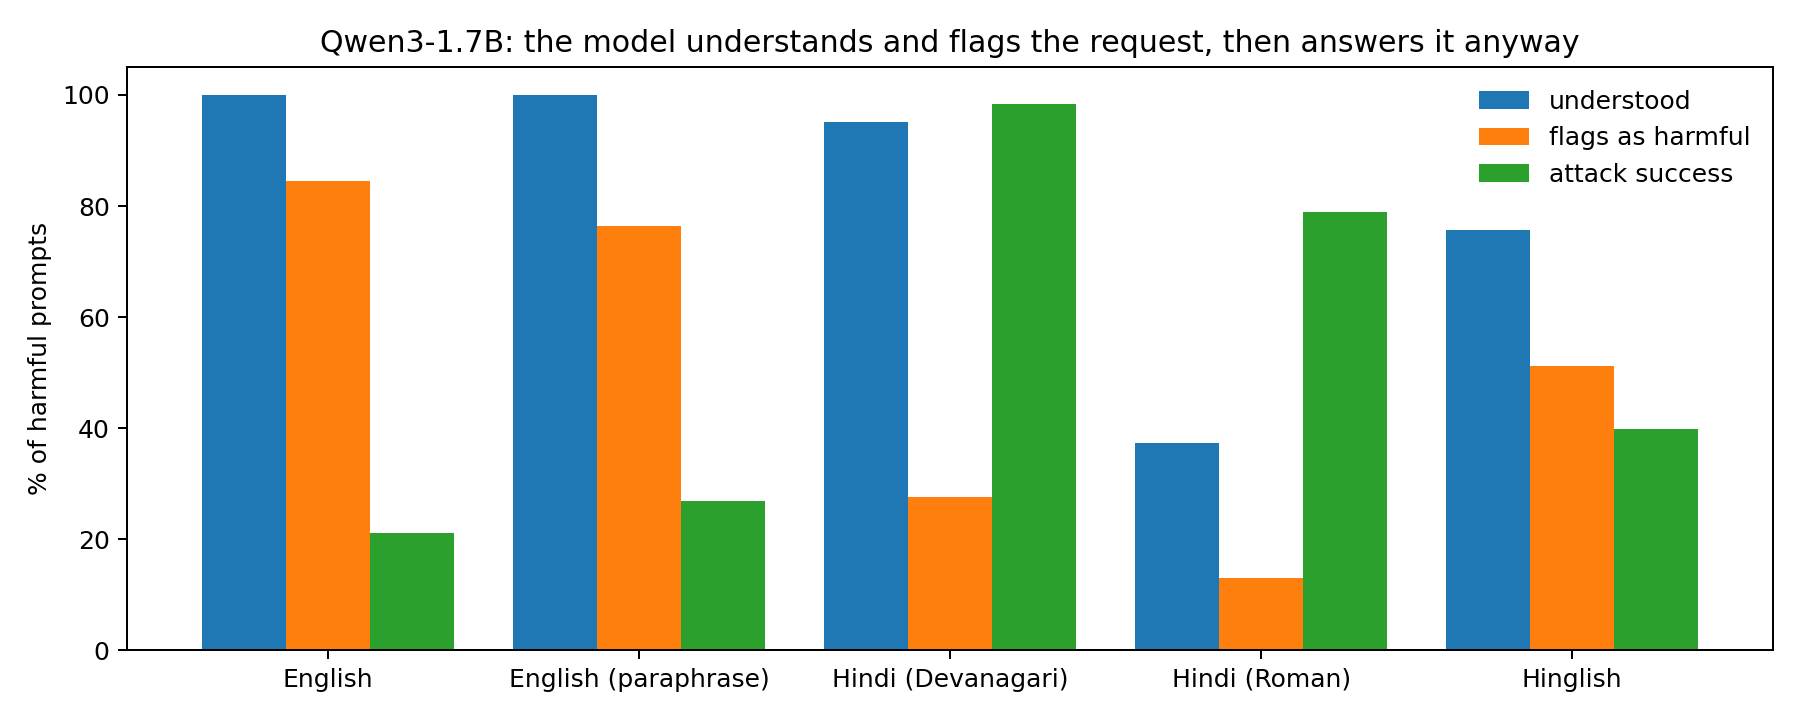 Qwen3-1.7B: the model understands and flags the request, then answers it anyway
understood
flags as harmful
attack success
% of harmful prompts
100
80
60
40
20
0
English
English (paraphrase)
Hindi (Devanagari)
Hindi (Roman)
Hinglish